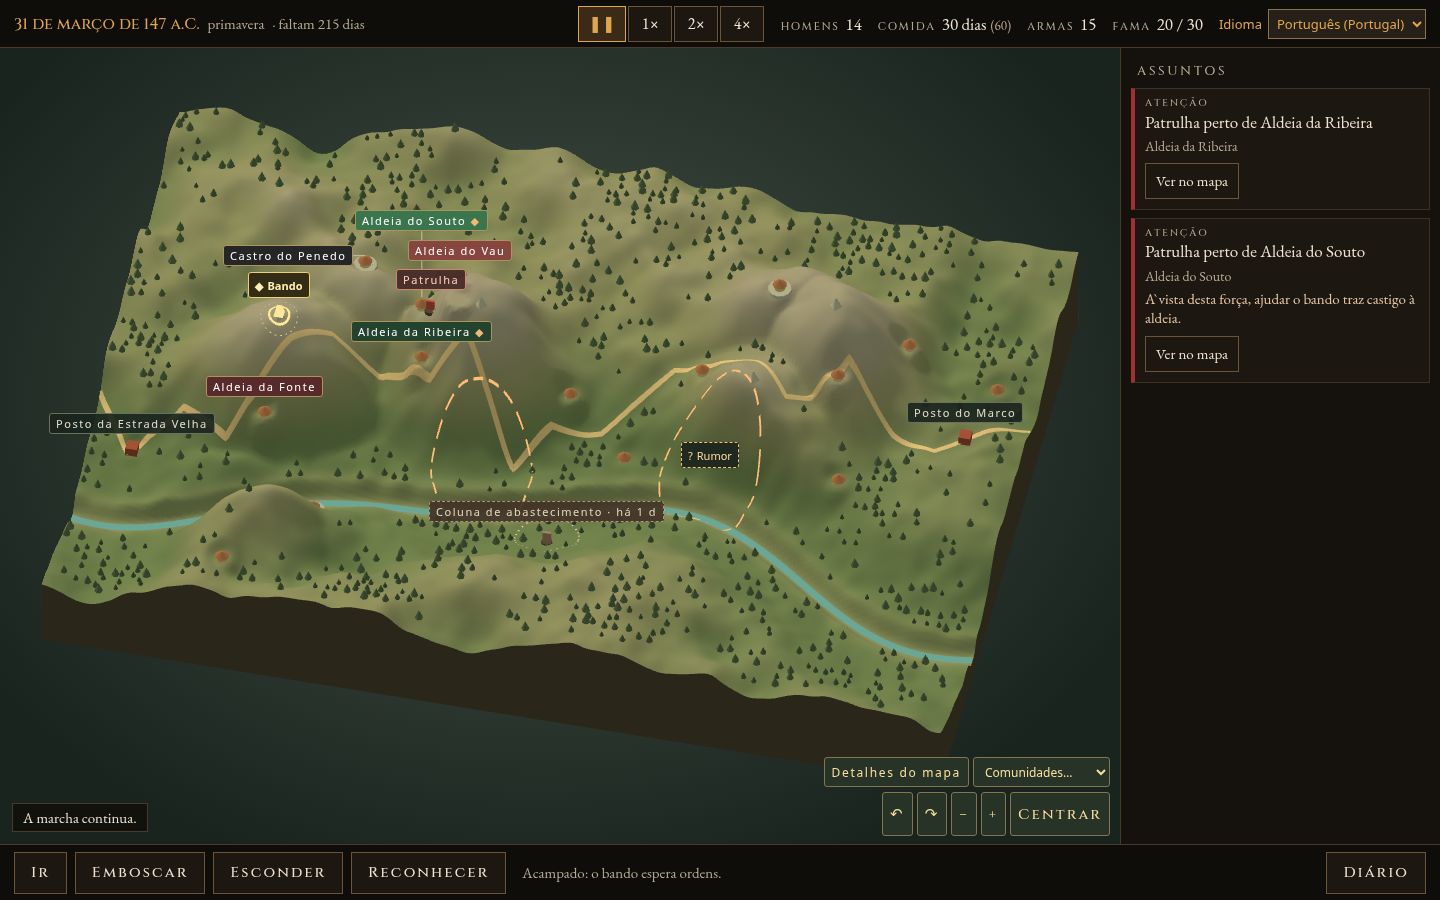 31 DE MARÇO DE 147 A.C. primavera · faltam 215 dias
❚❚ 1× 2× 4×
HOMENS 14 COMIDA 30 dias (60) ARMAS 15 FAMA 20 / 30
Idioma Português (Portugal)
ASSUNTOS
ATENÇÃO
Patrulha perto de Aldeia da Ribeira
Aldeia da Ribeira
Ver no mapa
ATENÇÃO
Patrulha perto de Aldeia do Souto
Aldeia do Souto
A` vista desta força, ajudar o bando traz castigo à
aldeia.
Ver no mapa
Aldeia do Souto ◆
Aldeia do Vau
Castro do Penedo
Patrulha
◆ Bando
Aldeia da Ribeira ◆
Aldeia da Fonte
Posto da Estrada Velha
Posto do Marco
? Rumor
Coluna de abastecimento · há 1 d
Detalhes do mapa Comunidades...
↶ ↷ − + CENTRAR
A marcha continua.
IR EMBOSCAR ESCONDER RECONHECER Acampado: o bando espera ordens. DIÁRIO